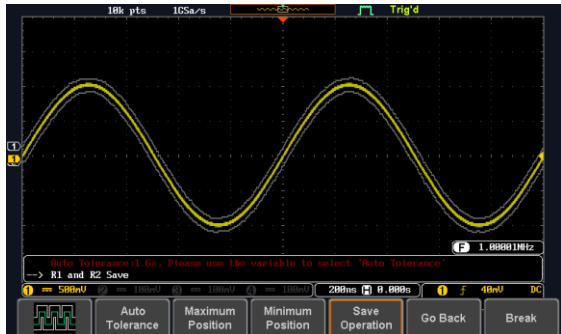 10k pts 1GSa/s Trig'd
1
1
F 1.00001MHz
Auto Tolerance:1.6%, Please use the variable to select 'Auto Tolerance'
--> R1 and R2 Save
1 500mV 2 100mV 3 100mV 4 100mV 200ns H 0.000s 1 40mV DC
Auto Tolerance
Maximum Position
Minimum Position
Save Operation
Go Back
Break